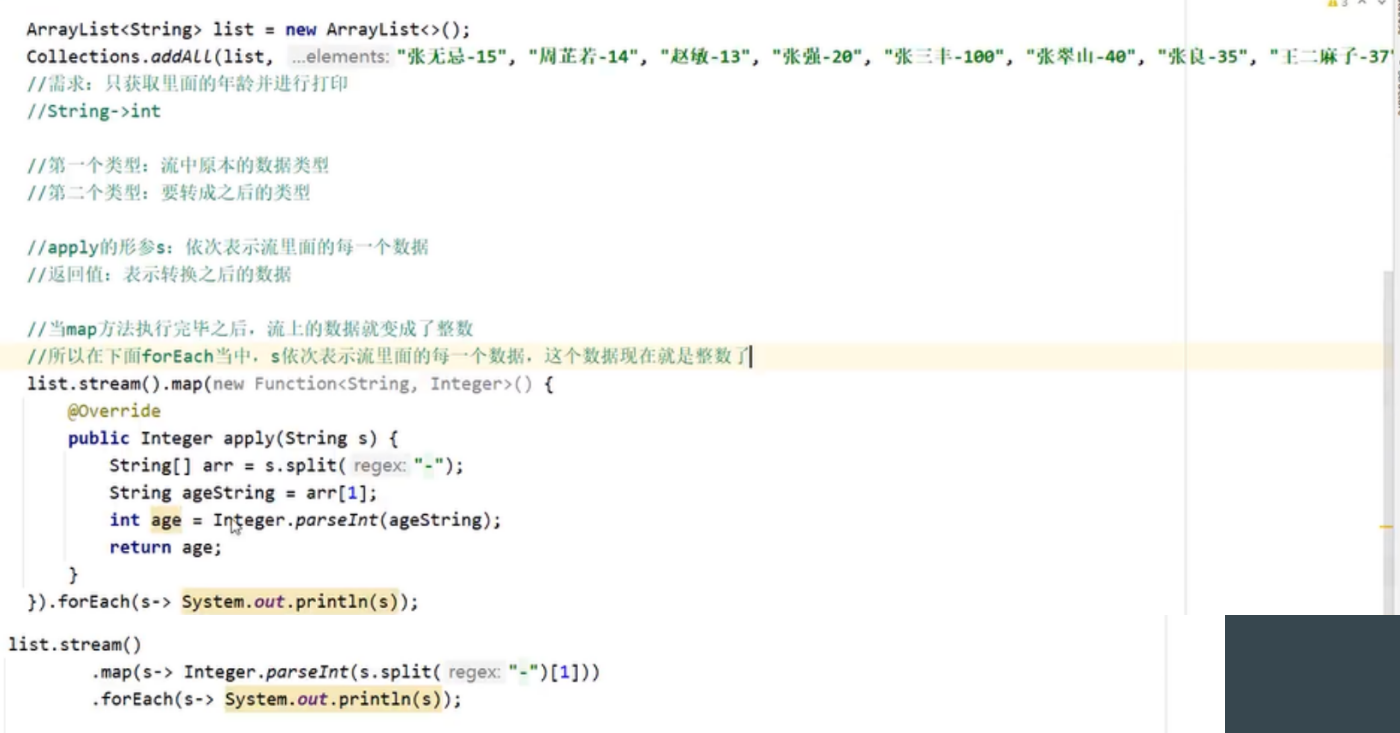 ArrayList<String> list = new ArrayList<>();
Collections.addAll(list, ...elements: "张无忌-15", "周芷若-14", "赵敏-13", "张强-20", "张三丰-100", "张翠山-40", "张良-35", "王二麻子-37"
//需求：只获取里面的年龄并进行打印
//String->int
//第一个类型：流中原本的数据类型
//第二个类型：要转成之后的类型
//apply的形参s：依次表示流里面的每一个数据
//返回值：表示转换之后的数据
//当map方法执行完毕之后，流上的数据就变成了整数
//所以在下面forEach当中，s依次表示流里面的每一个数据，这个数据现在就是整数了
list.stream().map(new Function<String, Integer>() {
@Override
public Integer apply(String s) {
String[] arr = s.split( regex: "-");
String ageString = arr[1];
int age = Integer.parseInt(ageString);
return age;
}
}).forEach(s-> System.out.println(s));
list.stream()
.map(s-> Integer.parseInt(s.split( regex: "-")[1]))
.forEach(s-> System.out.println(s));